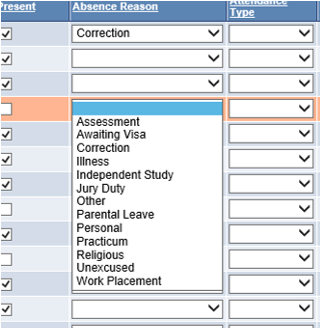 Present Absence Reason Attendance
Type
Correction
Assessment
Awaiting Visa
Correction
Illness
Independent Study
Jury Duty
Other
Parental Leave
Personal
Practicum
Religious
Unexcused
Work Placement